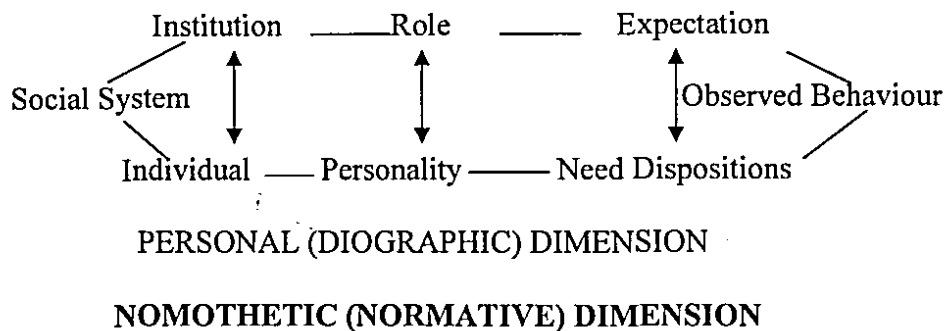 Institution Role Expectation
Social System Observed Behaviour
Individual Personality Need Dispositions
PERSONAL (DIOGRAPHIC) DIMENSION
NOMOTHETIC (NORMATIVE) DIMENSION